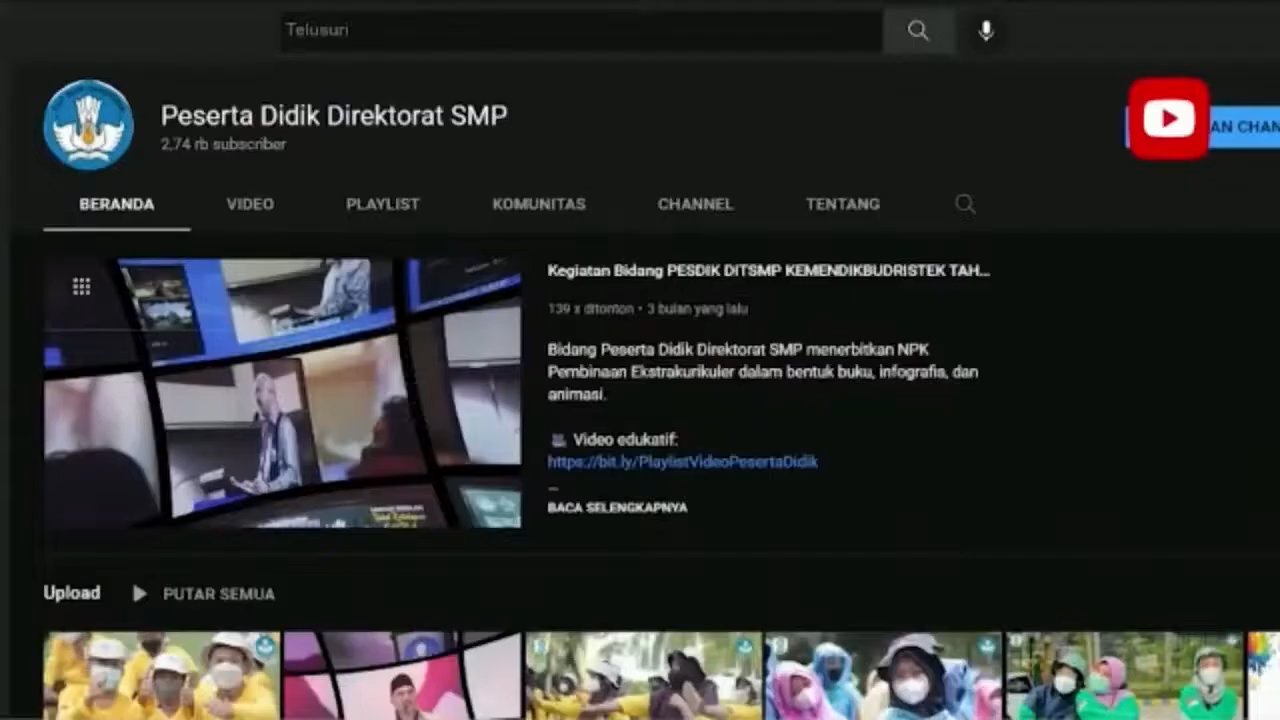 Telusuri
Peserta Didik Direktorat SMP
2,74 rb subscriber
AN CHAN
BERANDA
VIDEO
PLAYLIST
KOMUNITAS
CHANNEL
TENTANG
Kegiatan Bidang PESDIK DITSMP KEMENDIKBUDRISTEK TAH...
139 x ditonton • 3 bulan yang lalu
Bidang Peserta Didik Direktorat SMP menerbitkan NPK
Pembinaan Ekstrakurikuler dalam bentuk buku, infografis, dan
animasi.
Video edukatif:
https://bit.ly/PlaylistVideoPesertaDidik
...
BACA SELENGKAPNYA
Upload
PUTAR SEMUA